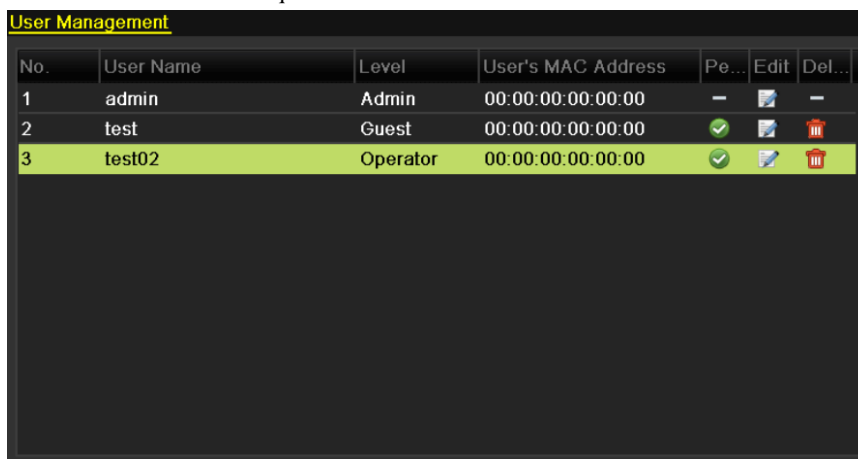 User Management
No. User Name Level User's MAC Address Pe... Edit Del...
1 admin Admin 00:00:00:00:00:00 –
2 test Guest 00:00:00:00:00:00
3 test02 Operator 00:00:00:00:00:00